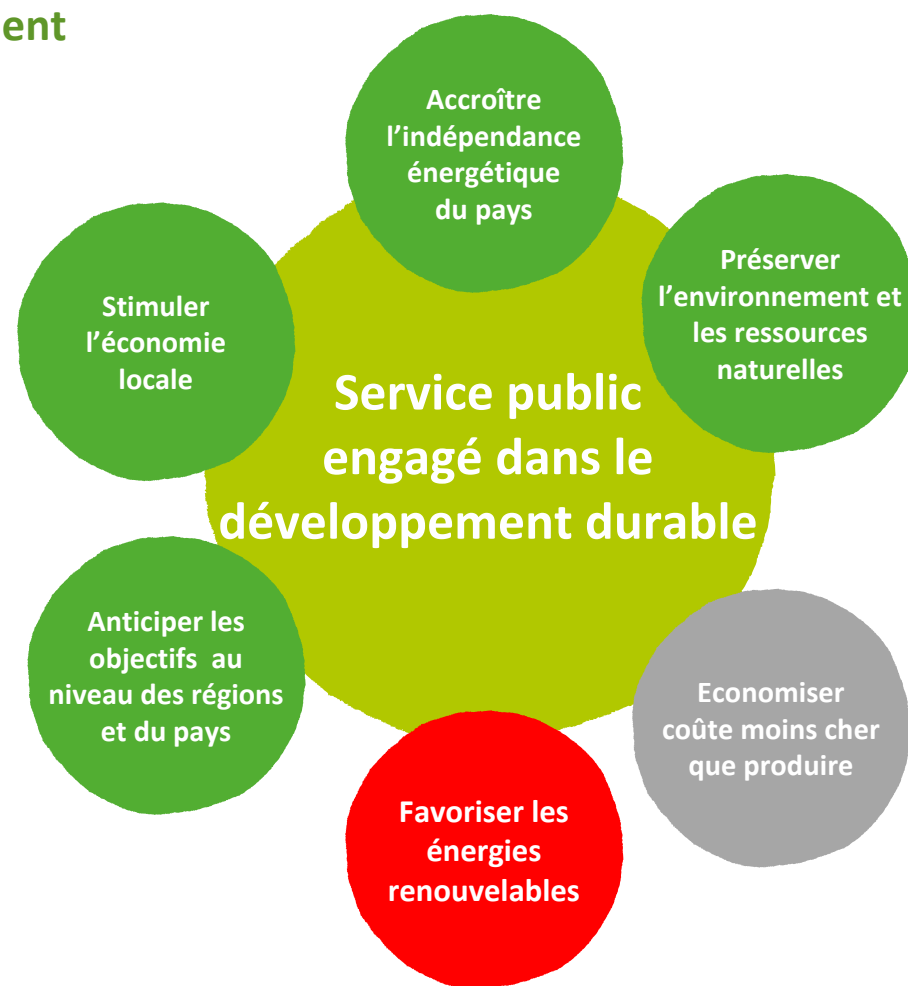 ent
Accroître
l’indépendance
énergétique
du pays
Préserver
l’environnement et
les ressources
naturelles
Stimuler
l’économie
locale
Service public
engagé dans le
développement durable
Anticiper les
objectifs  au
niveau des régions
et du pays
Economiser
coûte moins cher
que produire
Favoriser les
énergies
renouvelables